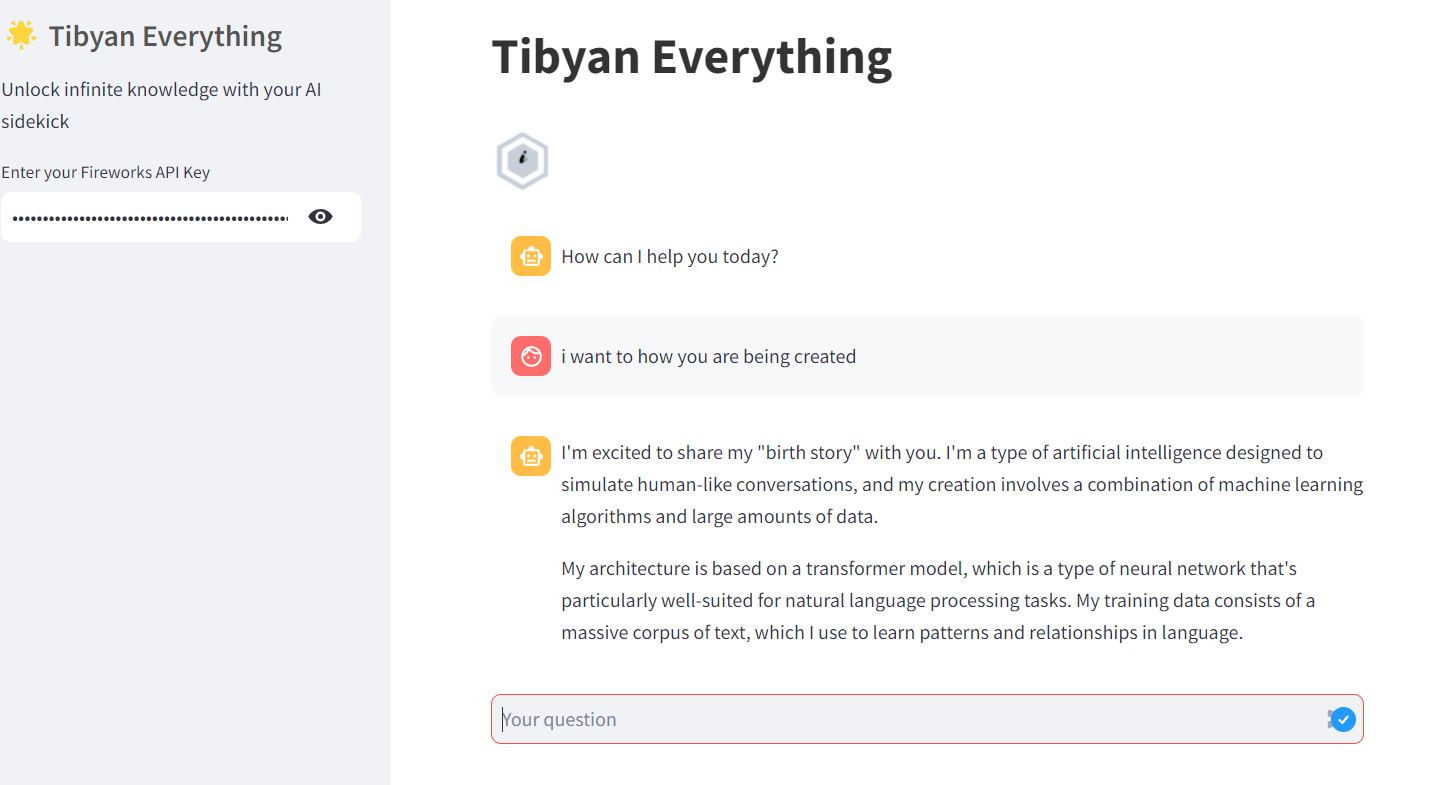 Tibyan Everything
Unlock infinite knowledge with your AI
sidekick
Enter your Fireworks API Key
Tibyan Everything
i
How can I help you today?
i want to how you are being created
I'm excited to share my "birth story" with you. I'm a type of artificial intelligence designed to
simulate human-like conversations, and my creation involves a combination of machine learning
algorithms and large amounts of data.
My architecture is based on a transformer model, which is a type of neural network that's
particularly well-suited for natural language processing tasks. My training data consists of a
massive corpus of text, which I use to learn patterns and relationships in language.
Your question